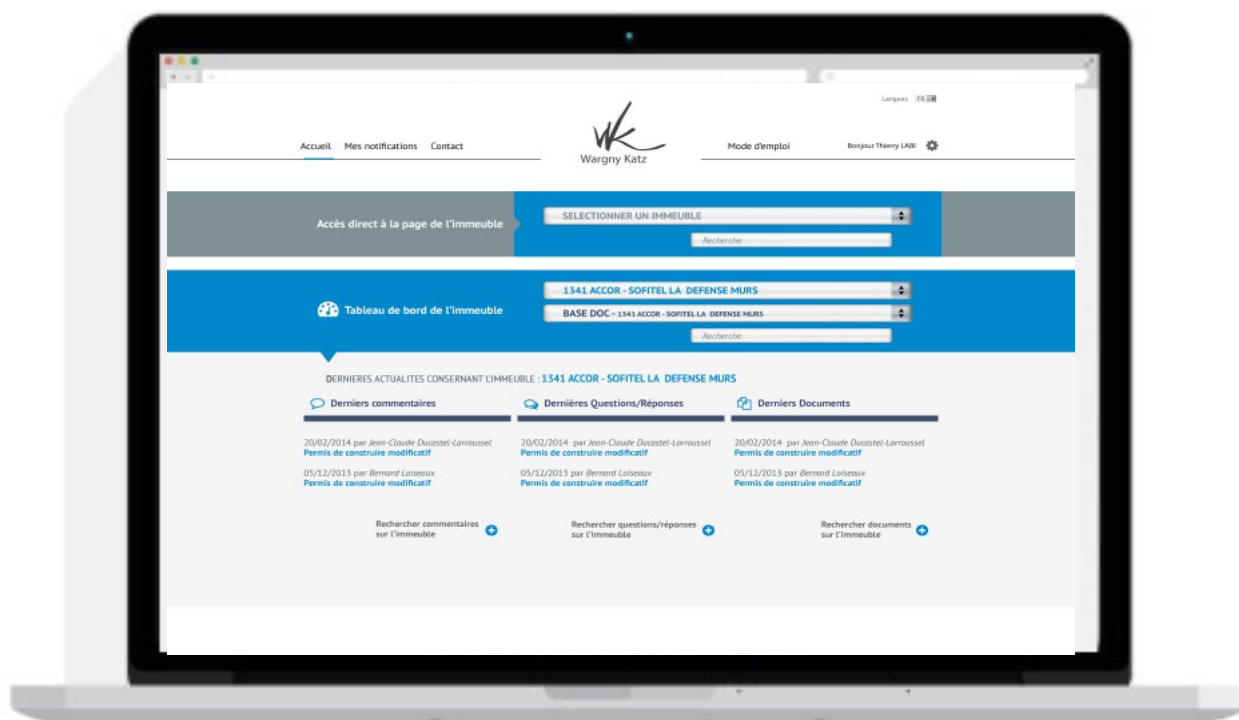 Langues FR
Accueil Mes notifications Contact
WK
Wargny Katz
Mode d'emploi
Bonjour Thierry LABI
Accès direct à la page de l'immeuble
SELECTIONNER UN IMMEUBLE
Recherche
Tableau de bord de l'immeuble
1341 ACCOR - SOFITEL LA DEFENSE MURS
BASE DOC - 1341 ACCOR - SOFITEL LA DEFENSE MURS
Recherche
DERNIERES ACTUALITES CONSERNANT L'IMMEUBLE : 1341 ACCOR - SOFITEL LA DEFENSE MURS
Derniers commentaires
20/02/2014 par Jean-Claude Ducastel-Larroussel
Permis de construire modificatif
05/12/2013 par Bernard Loiseaux
Permis de construire modificatif
Rechercher commentaires
sur l'immeuble
Dernières Questions/Réponses
20/02/2014 par Jean-Claude Ducastel-Larroussel
Permis de construire modificatif
05/12/2013 par Bernard Loiseaux
Permis de construire modificatif
Rechercher questions/réponses
sur l'immeuble
Derniers Documents
20/02/2014 par Jean-Claude Ducastel-Larroussel
Permis de construire modificatif
05/12/2013 par Bernard Loiseaux
Permis de construire modificatif
Rechercher documents
sur l'immeuble